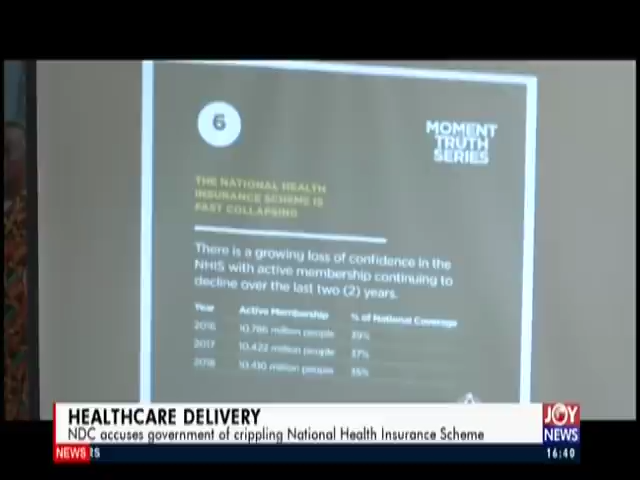 6
MOMENT
TRUTH
SERIES
THE NATIONAL HEALTH
INSURANCE SCHEME IS
FAST COLLAPSING
There is a growing loss of confidence in the
NHIS with active membership continuing to
decline over the last two (2) years.
Year Active Membership % of National Coverage
2016 10.786 million people 39%
2017 10.422 million people 37%
2018 10.410 million people 35%
HEALTHCARE DELIVERY
NDC accuses government of crippling National Health Insurance Scheme
JOY
NEWS
NEWS RS
16:40